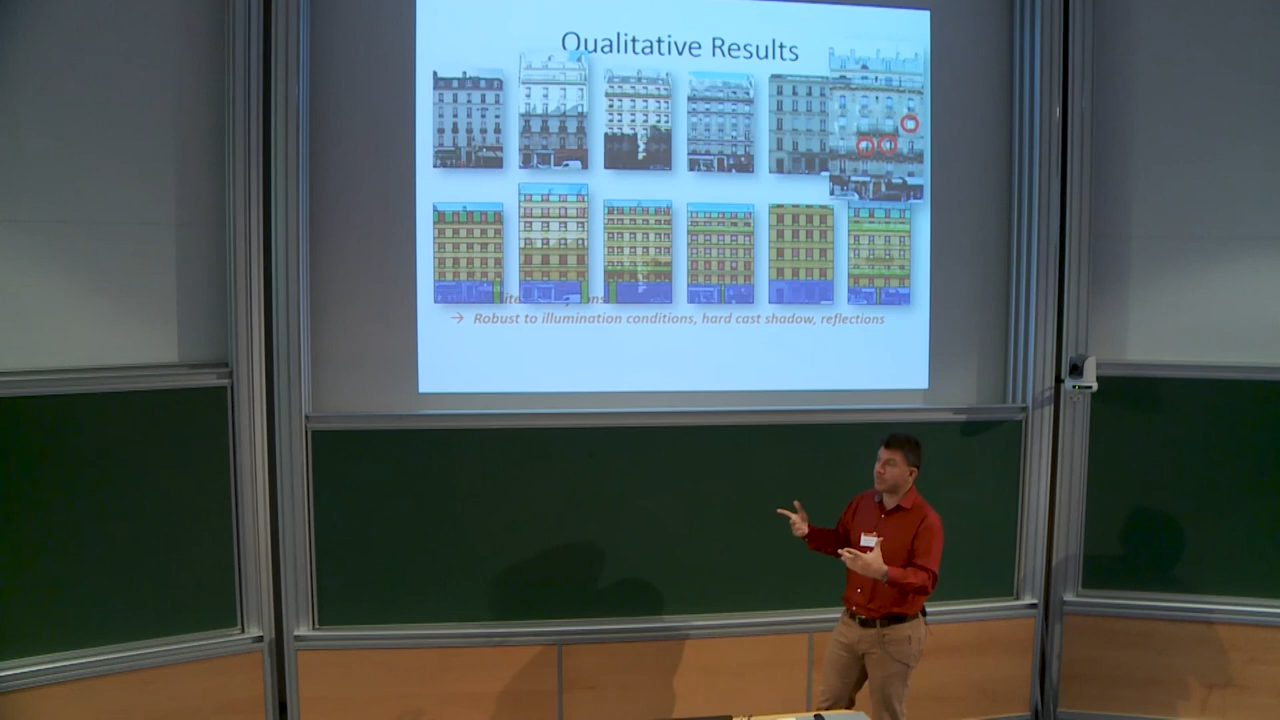 Qualitative Results
→ Robust to illumination conditions, hard cast shadow, reflections